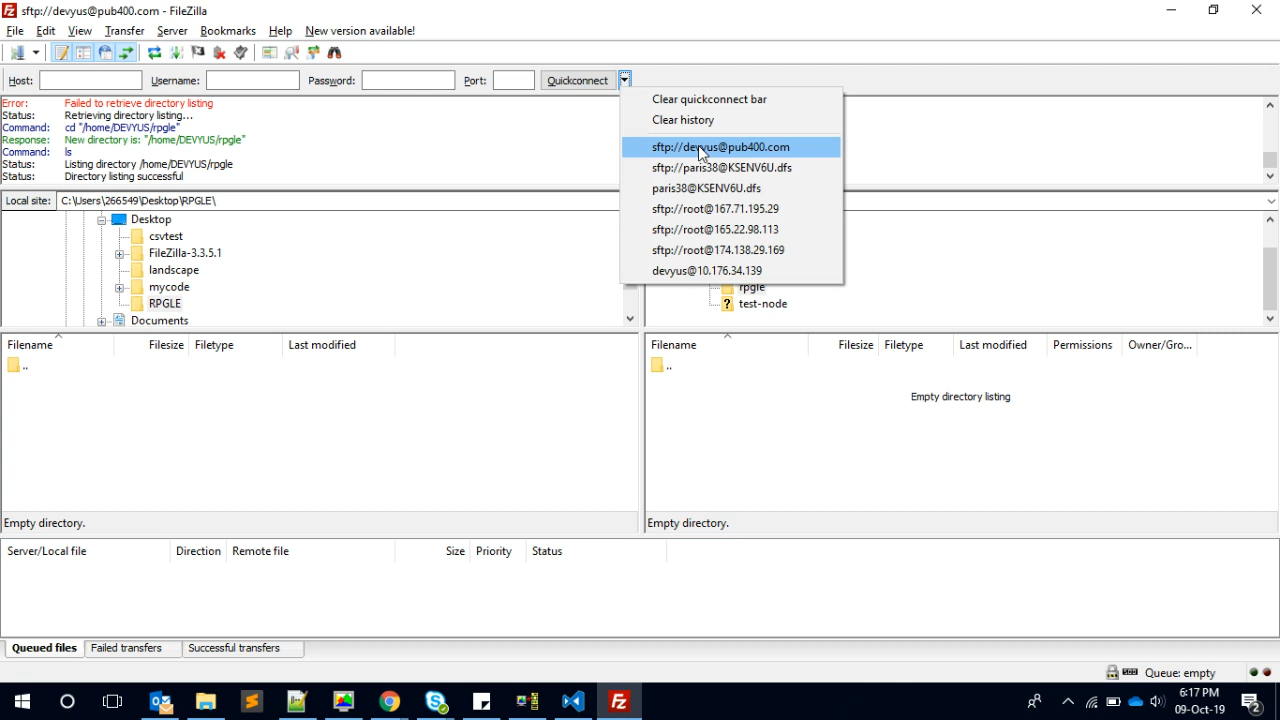 sftp://devyus@pub400.com - FileZilla
File Edit View Transfer Server Bookmarks Help New version available!
Host: Username: Password: Port: Quickconnect
Error: Failed to retrieve directory listing
Status: Retrieving directory listing...
Command: cd "/home/DEVYUS/rpgle"
Response: New directory is: "/home/DEVYUS/rpgle"
Command: ls
Status: Listing directory /home/DEVYUS/rpgle
Status: Directory listing successful
Clear quickconnect bar
Clear history
sftp://devyus@pub400.com
sftp://paris38@KSENV6U.dfs
paris38@KSENV6U.dfs
sftp://root@167.71.195.29
sftp://root@165.22.98.113
sftp://root@174.138.29.169
devyus@10.176.34.139
Local site: C:\Users\266549\Desktop\RPGLE\
Desktop
csvtest
FileZilla-3.3.5.1
landscape
mycode
RPGLE
Documents
rpgle
test-node
Filename Filesize Filetype Last modified
..
Empty directory.
Filename Filesize Filetype Last modified Permissions Owner/Gro...
..
Empty directory listing
Empty directory.
Server/Local file Direction Remote file Size Priority Status
Queued files Failed transfers Successful transfers
Queue: empty
6:17 PM
09-Oct-19
2